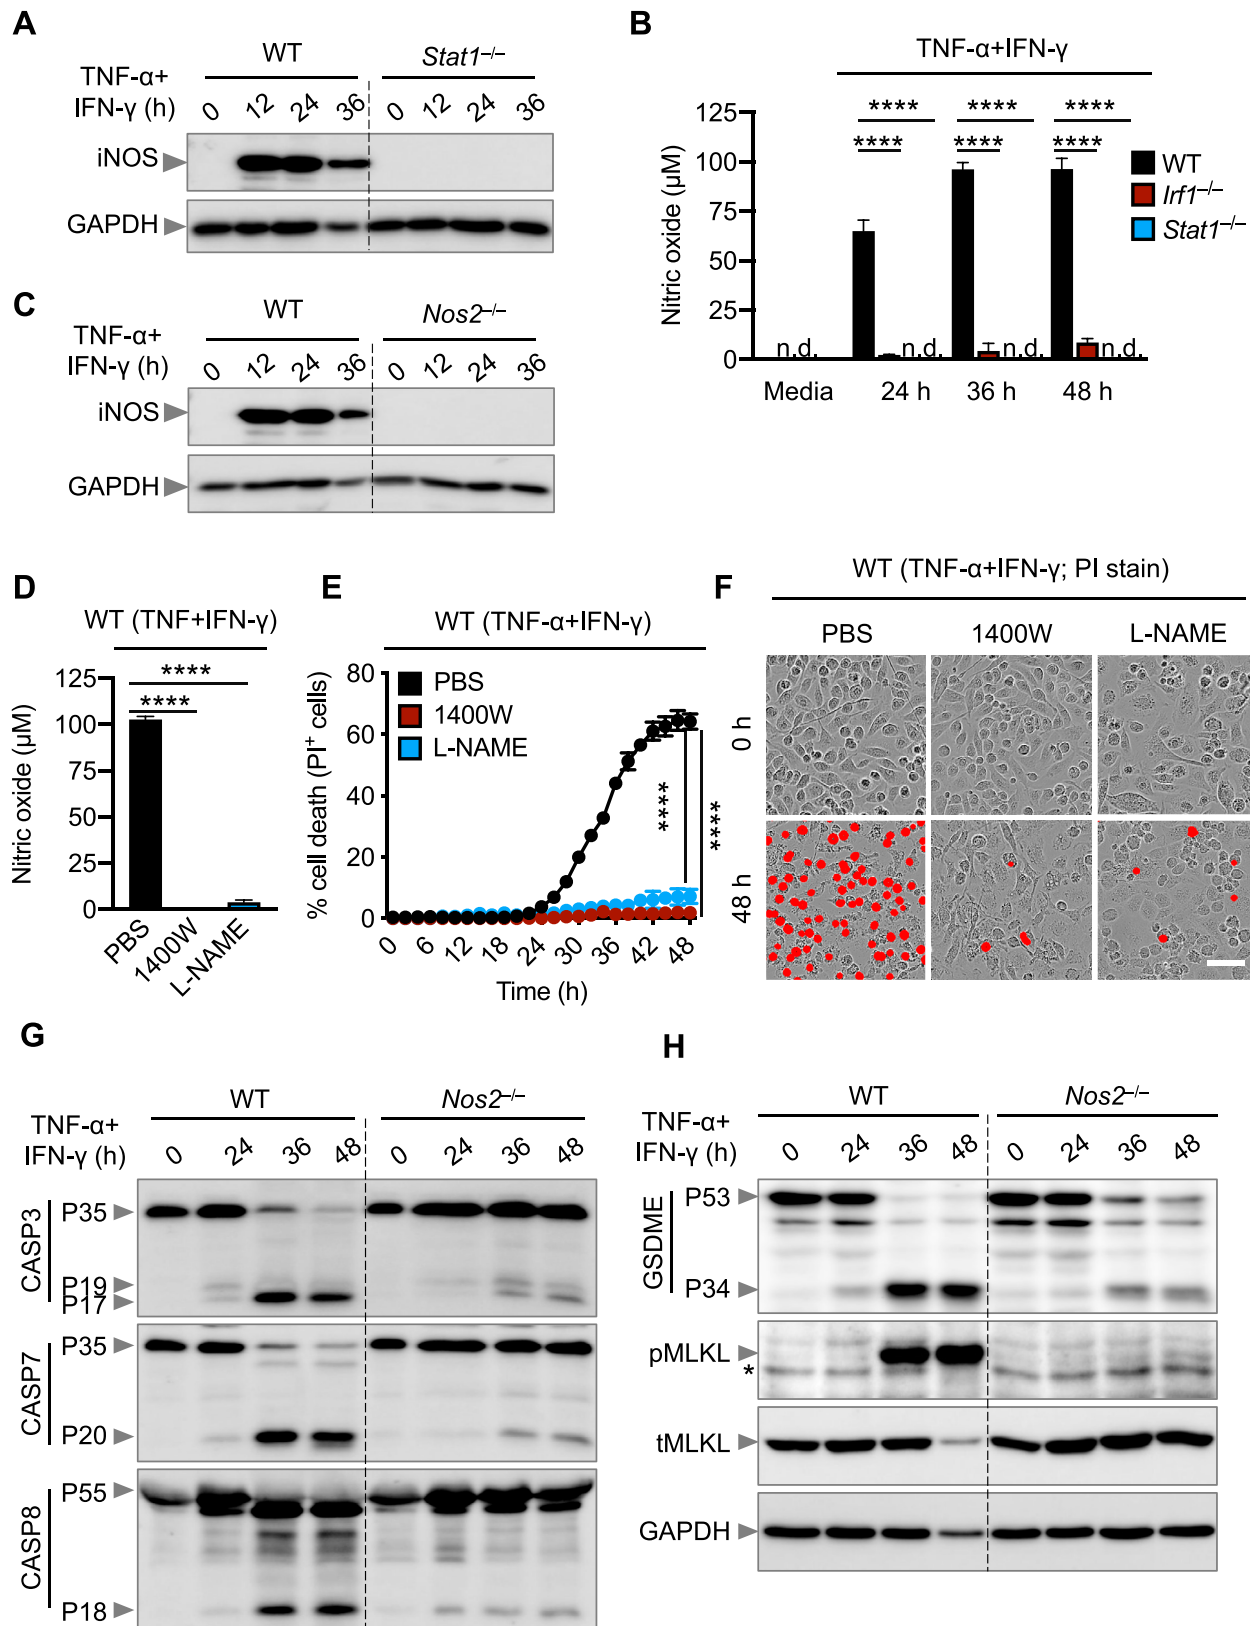 A
WT
Stat1–/–
TNF-α+
IFN-γ (h)
0 12 24 36 0 12 24 36
iNOS
GAPDH
B
TNF-α+IFN-γ
**** **** ****
**** **** ****
Nitric oxide (µM)
125
100
75
50
25
0
n.d. n.d. n.d. n.d.
Media 24 h 36 h 48 h
WT
Irf1–/–
Stat1–/–
C
WT
Nos2–/–
TNF-α+
IFN-γ (h)
0 12 24 36 0 12 24 36
iNOS
GAPDH
D
WT (TNF+IFN-γ)
****
****
Nitric oxide (µM)
125
100
75
50
25
0
PBS
1400W
L-NAME
E
WT (TNF-α+IFN-γ)
% cell death (PI+ cells)
80
60
40
20
0
PBS
1400W
L-NAME
****
****
0 6 12 18 24 30 36 42 48
Time (h)
F
WT (TNF-α+IFN-γ; PI stain)
PBS 1400W L-NAME
0 h
48 h
G
WT
Nos2–/–
TNF-α+
IFN-γ (h)
0 24 36 48 0 24 36 48
CASP3
P35
P19
P17
CASP7
P35
P20
CASP8
P55
P18
H
WT
Nos2–/–
TNF-α+
IFN-γ (h)
0 24 36 48 0 24 36 48
GSDME
P53
P34
pMLKL
*
tMLKL
GAPDH